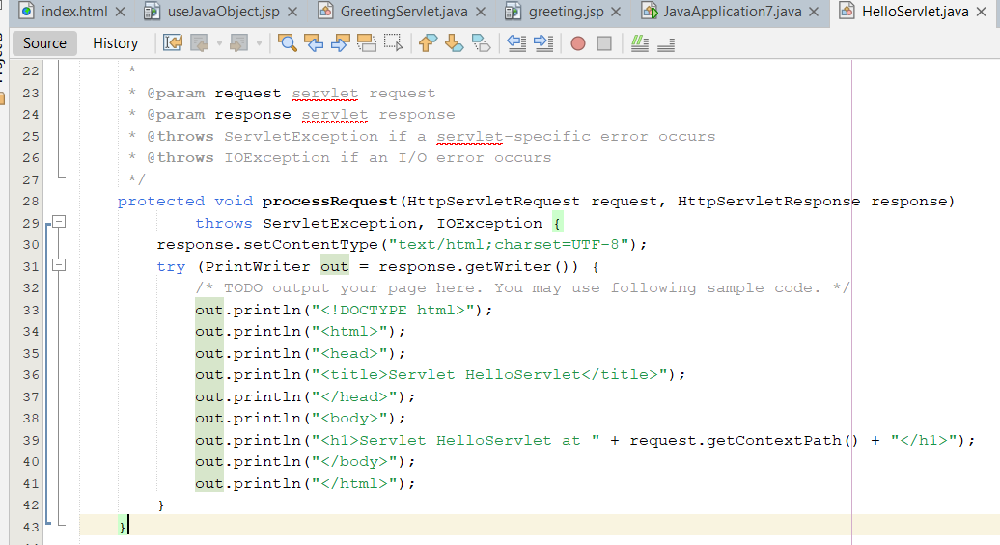 index.html useJavaObject.jsp GreetingServlet.java greeting.jsp JavaApplication7.java HelloServlet.java
Source History
22 *
23 * @param request servlet request
24 * @param response servlet response
25 * @throws ServletException if a servlet-specific error occurs
26 * @throws IOException if an I/O error occurs
27 */
28 protected void processRequest(HttpServletRequest request, HttpServletResponse response)
29 throws ServletException, IOException {
30 response.setContentType("text/html;charset=UTF-8");
31 try (PrintWriter out = response.getWriter()) {
32 /* TODO output your page here. You may use following sample code. */
33 out.println("<!DOCTYPE html>");
34 out.println("<html>");
35 out.println("<head>");
36 out.println("<title>Servlet HelloServlet</title>");
37 out.println("</head>");
38 out.println("<body>");
39 out.println("<h1>Servlet HelloServlet at " + request.getContextPath() + "</h1>");
40 out.println("</body>");
41 out.println("</html>");
42 }
43 }